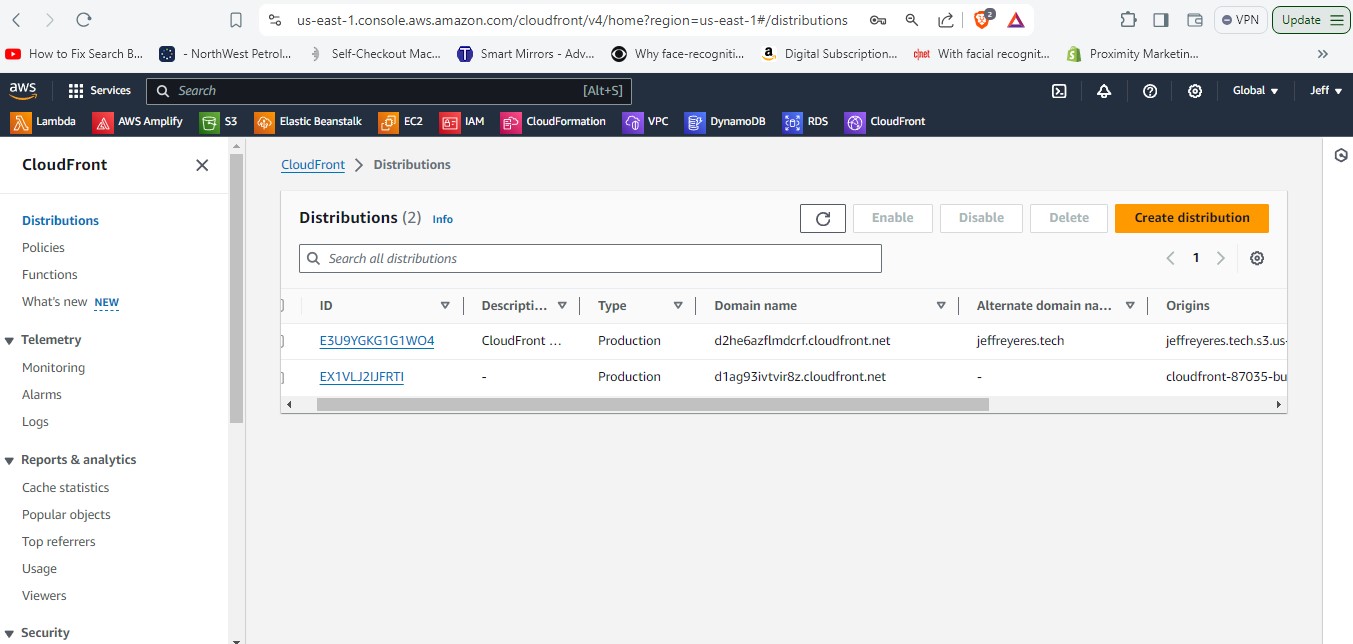 us-east-1.console.aws.amazon.com/cloudfront/v4/home?region=us-east-1#/distributions
2
VPN
Update
How to Fix Search B...
- NorthWest Petrol...
Self-Checkout Mac...
Smart Mirrors - Adv...
Why face-recogniti...
Digital Subscription...
With facial recognit...
Proximity Marketin...
aws
Services
Search
[Alt+S]
Global
Jeff
Lambda
AWS Amplify
S3
Elastic Beanstalk
EC2
IAM
CloudFormation
VPC
DynamoDB
RDS
CloudFront
CloudFront
Distributions
Policies
Functions
What's new NEW
Telemetry
Monitoring
Alarms
Logs
Reports & analytics
Cache statistics
Popular objects
Top referrers
Usage
Viewers
Security
CloudFront > Distributions
Distributions (2) Info
Enable
Disable
Delete
Create distribution
Search all distributions
1
ID Descripti... Type Domain name Alternate domain na... Origins
E3U9YGKG1G1WO4 CloudFront ... Production d2he6azflmdcrf.cloudfront.net jeffreyeres.tech jeffreyeres.tech.s3.us-
EX1VLJ2IJFRTI - Production d1ag93ivtvir8z.cloudfront.net - cloudfront-87035-bu